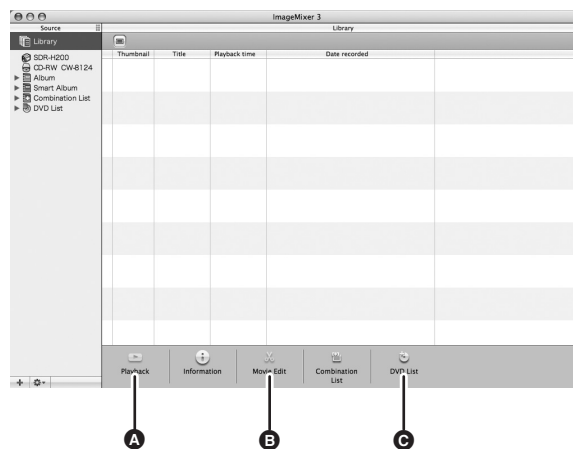 ImageMixer 3
Source
Library
Library
Thumbnail Title Playback time Date recorded
SDR-H200
CD-RW CW-8124
Album
Smart Album
Combination List
DVD List
Playback Information Movie Edit Combination List DVD List
A B C